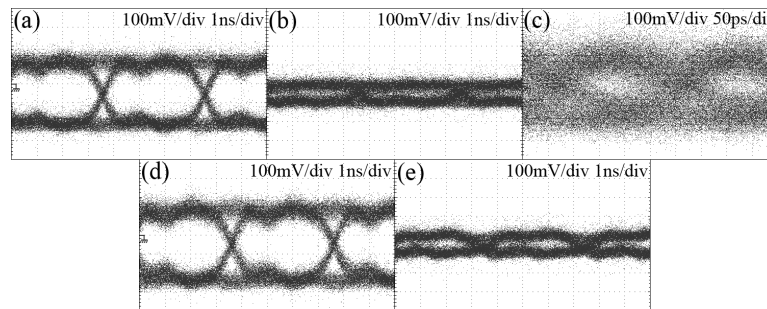 (a) 100mV/div 1ns/div
(b) 100mV/div 1ns/div
(c) 100mV/div 50ps/di
(d) 100mV/div 1ns/div
(e) 100mV/div 1ns/div